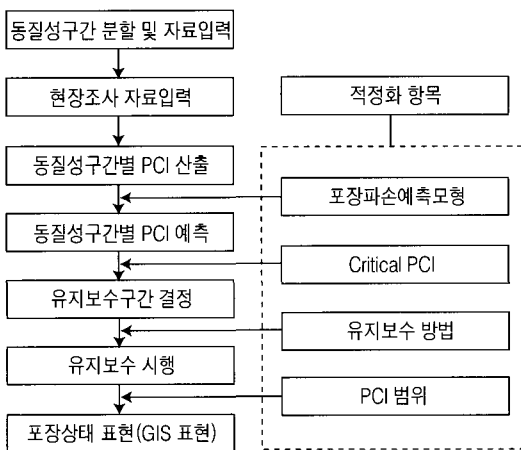 동질성구간 분할 및 자료입력
현장조사 자료입력
적정화 항목
동질성구간별 PCI 산출
포장파손예측모형
동질성구간별 PCI 예측
Critical PCI
유지보수구간 결정
유지보수 방법
유지보수 시행
PCI 범위
포장상태 표현(GIS 표현)